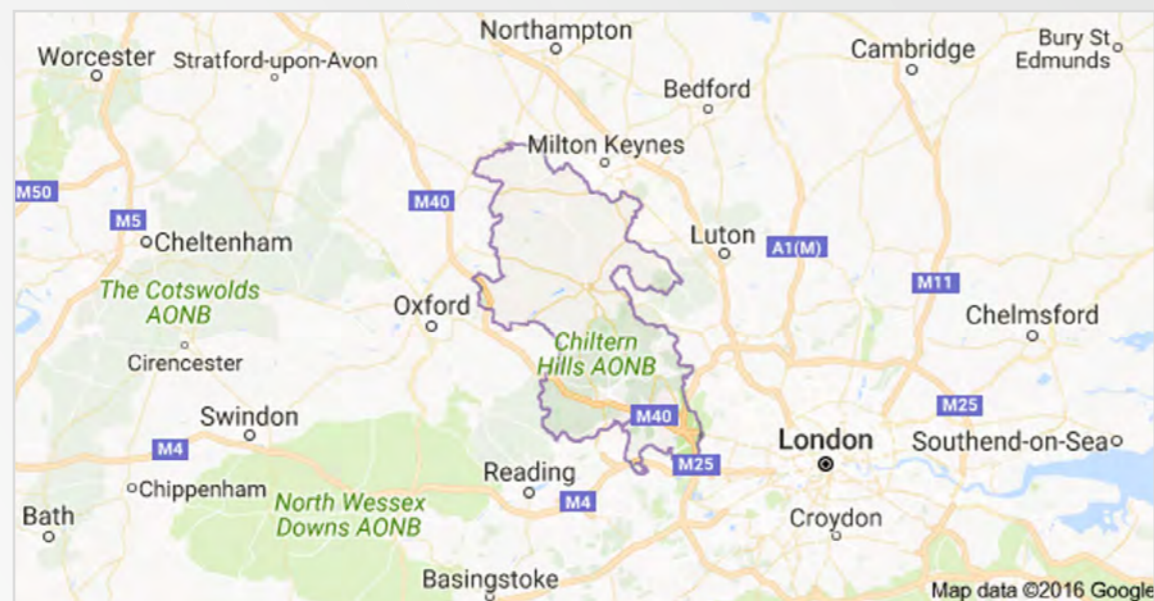 Northampton
Worcester
Stratford-upon-Avon
Cambridge
Bury St
Edmunds
Bedford
Milton Keynes
M50
M40
M5
Cheltenham
Luton
A1(M)
M11
The Cotswolds
AONB
Oxford
Chelmsford
Cirencester
Chiltern
Hills AONB
Swindon
M40
M25
M4
London
Southend-on-Sea
Reading
M25
Chippenham
North Wessex
Downs AONB
M4
Bath
Croydon
Basingstoke
Map data ©2016 Google